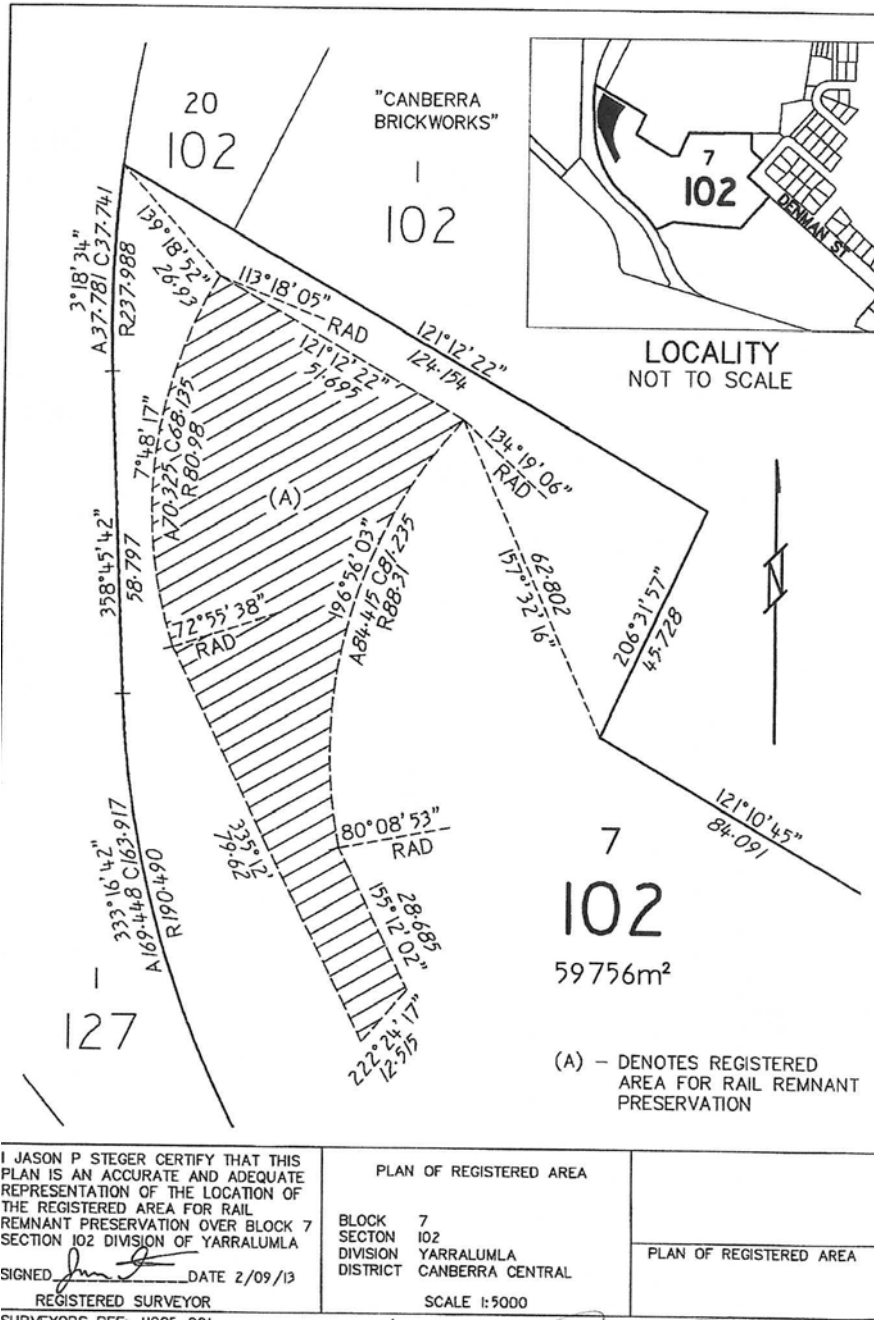 20
102
"CANBERRA
BRICKWORKS"
1
102
7
102
DENMAN ST
LOCALITY
NOT TO SCALE
139°18'52"
26·93
3°18'34"
A37·781 C37·741
R237·988
113°18'05"
RAD
121°12'22"
51·695
121°12'22"
124·154
134°19'06"
RAD
7°48'17"
A70·325 C68·135
R80·98
(A)
196°56'03"
A84·415 C81·235
R88·31
62·802
157°32'16"
206°31'57"
45·728
N
358°45'42"
58·797
72°55'38"
RAD
121°10'45"
84·091
335°12'
79·62
80°08'53"
RAD
28·685
155°12'02"
222°24'17"
12·515
333°16'42"
A169·448 C163·917
R190·490
1
127
7
102
59756m²
(A) - DENOTES REGISTERED
AREA FOR RAIL REMNANT
PRESERVATION
I JASON P STEGER CERTIFY THAT THIS
PLAN IS AN ACCURATE AND ADEQUATE
REPRESENTATION OF THE LOCATION OF
THE REGISTERED AREA FOR RAIL
REMNANT PRESERVATION OVER BLOCK 7
SECTION 102 DIVISION OF YARRALUMLA
SIGNED DATE 2/09/13
REGISTERED SURVEYOR
PLAN OF REGISTERED AREA
BLOCK 7
SECTON 102
DIVISION YARRALUMLA
DISTRICT CANBERRA CENTRAL
SCALE 1:5000
PLAN OF REGISTERED AREA